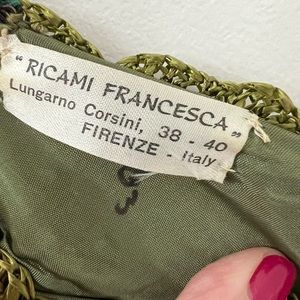 "RICAMI FRANCESCA"
Lungarno Corsini, 38 - 40
FIRENZE - Italy